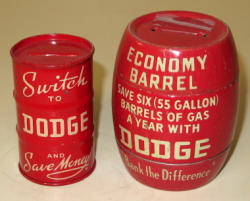 Switch
TO
DODGE
AND
Save Money
ECONOMY
BARREL
SAVE SIX (55 GALLON)
BARRELS OF GAS
A YEAR WITH
DODGE
Bank the Difference